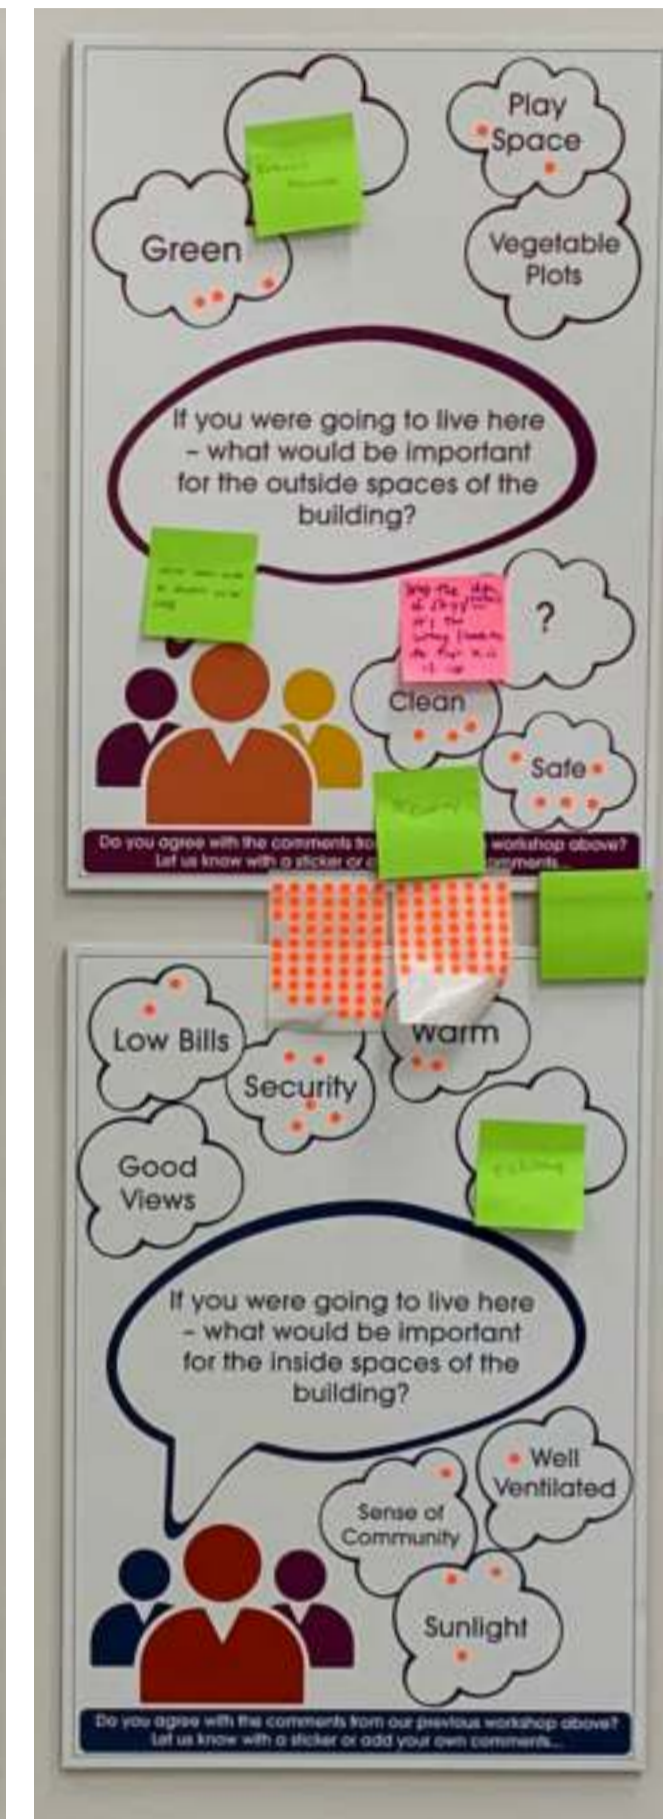 Play
Space
Green
Vegetable
Plots
If you were going to live here
– what would be important
for the outside spaces of the
building?
?
Clean
Safe
Do you agree with the comments workshop above?
Let us know with a sticker or
Low Bills
Security
Warm
Good
Views
If you were going to live here
– what would be important
for the inside spaces of the
building?
Well
Ventilated
Sense of
Community
Sunlight
Do you agree with the comments from our previous workshop above?
Let us know with a sticker or add your own comments...